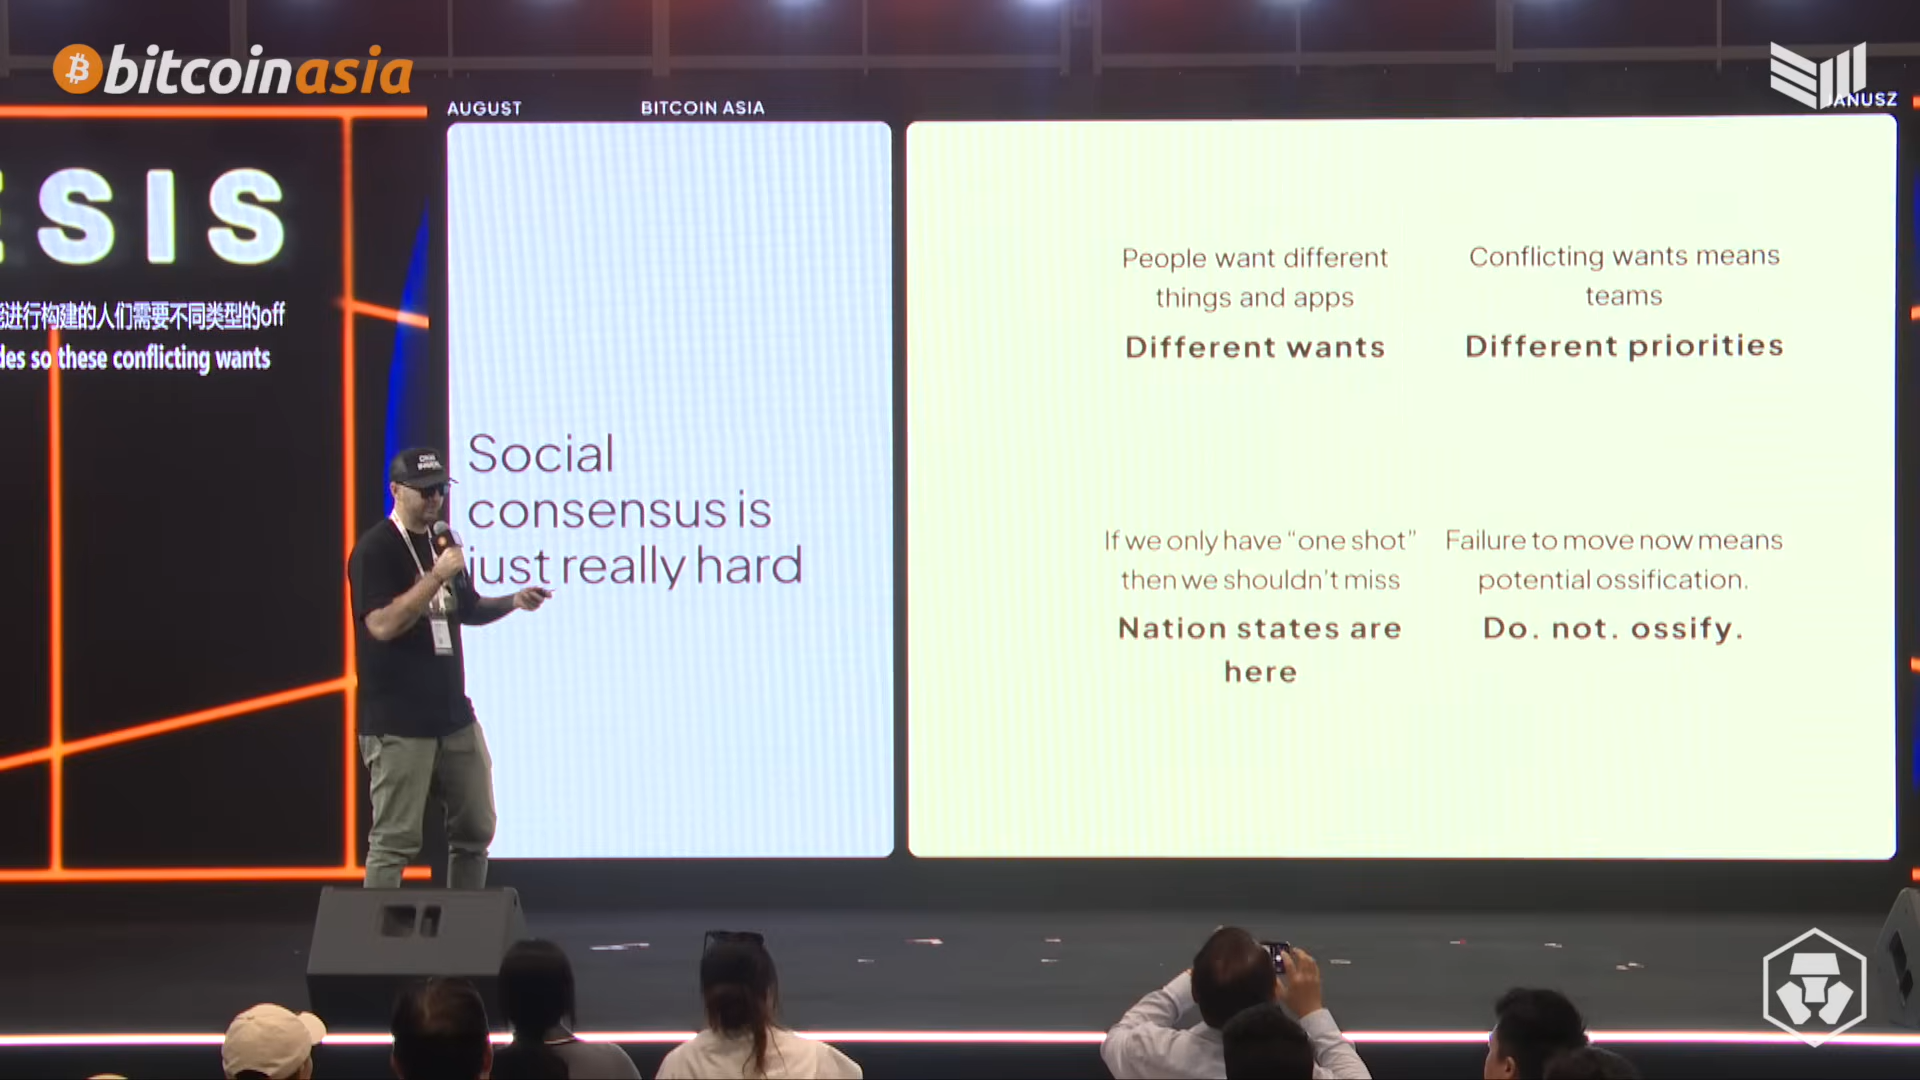 bitcoinasia
AUGUST
BITCOIN ASIA
JANUSZ
ESIS
进行构建的人们需要不同类型的off
des so these conflicting wants
Social
consensus is
just really hard
People want different
things and apps
Different wants
Conflicting wants means
teams
Different priorities
If we only have “one shot”
then we shouldn't miss
Nation states are
here
Failure to move now means
potential ossification.
Do. not. ossify.